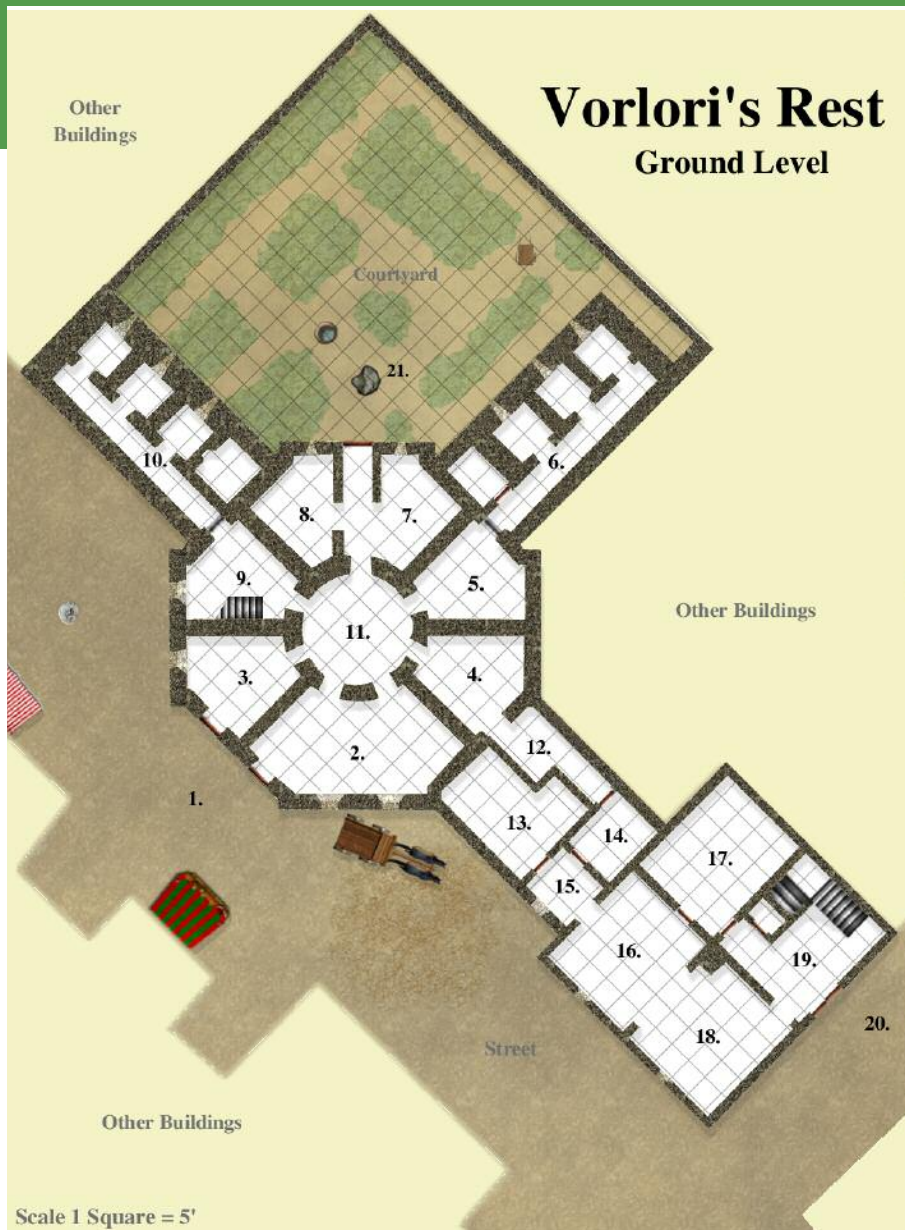 Vorlori's Rest
Ground Level
Other
Buildings
Courtyard
21.
10.
6.
8.
7.
9.
5.
Other Buildings
11.
3.
4.
2.
12.
1.
13.
14.
17.
15.
16.
19.
18.
20.
Street
Other Buildings
Scale 1 Square = 5'